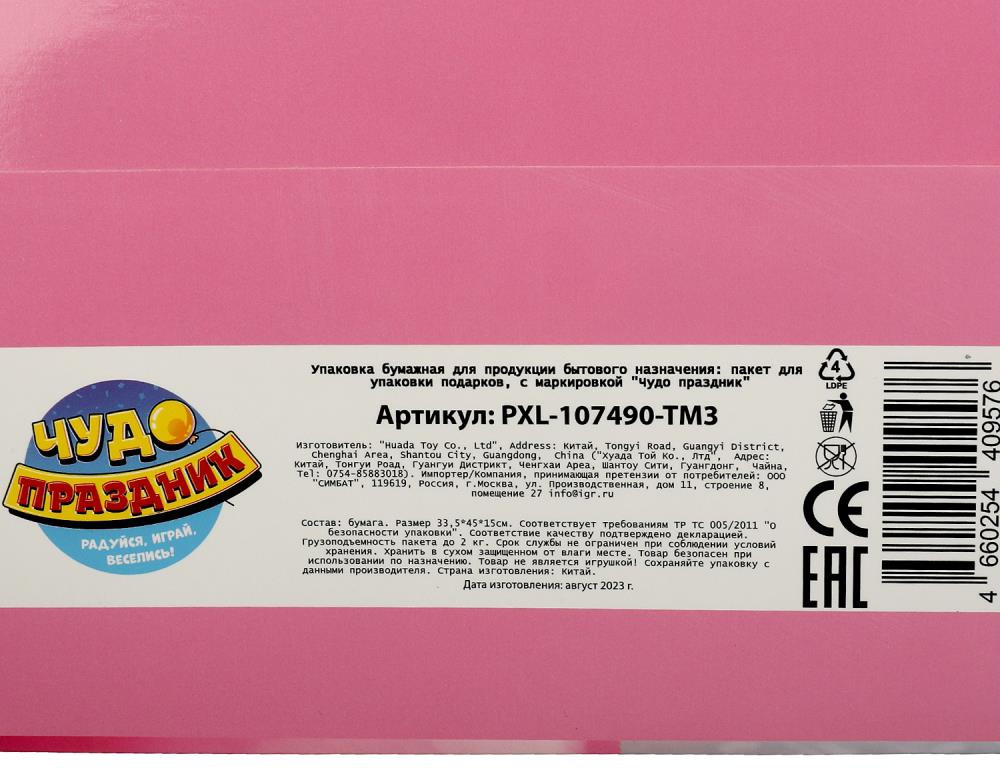 ЧУДО
ПРАЗДНИК
РАДУЙСЯ, ИГРАЙ,
ВЕСЕЛИСЬ!
Упаковка бумажная для продукции бытового назначения: пакет для
упаковки подарков, с маркировкой "Чудо праздник"
Артикул: PXL-107490-TM3
Изготовитель: "Huada Toy Co., Ltd", Address: Китай, Tongyi Road, Guangyi District,
Chenghai Area, Shantou City, Guangdong, China ("Хуада Той Ко., Лтд", Адрес:
Китай, Тонгуи Роад, Гуангуи Дистрикт, Ченгхаи Ареа, Шантоу Сити, Гуангдонг, Чайна,
Tel: 0754-85883018). Импортер/Компания, принимающая претензии от потребителей: ООО
"СИМБАТ", 119619, Россия, г.Москва, ул. Производственная, дом 11, строение 8,
помещение 27 info@igr.ru
Состав: бумага. Размер 33,5*45*15см. Соответствует требованиям ТР ТС 005/2011 "О
безопасности упаковки". Соответствие качеству подтверждено декларацией.
Грузоподъемность пакета до 2 кг. Срок службы не ограничен при соблюдении условий
хранения. Хранить в сухом защищенном от влаги месте. Товар безопасен при
использовании по назначению. Товар не является игрушкой! Сохраняйте упаковку с
данными производителя. Страна изготовления: Китай.
Дата изготовления: август 2023 г.
4
LDPE
CE
EAC
4 660254 409576